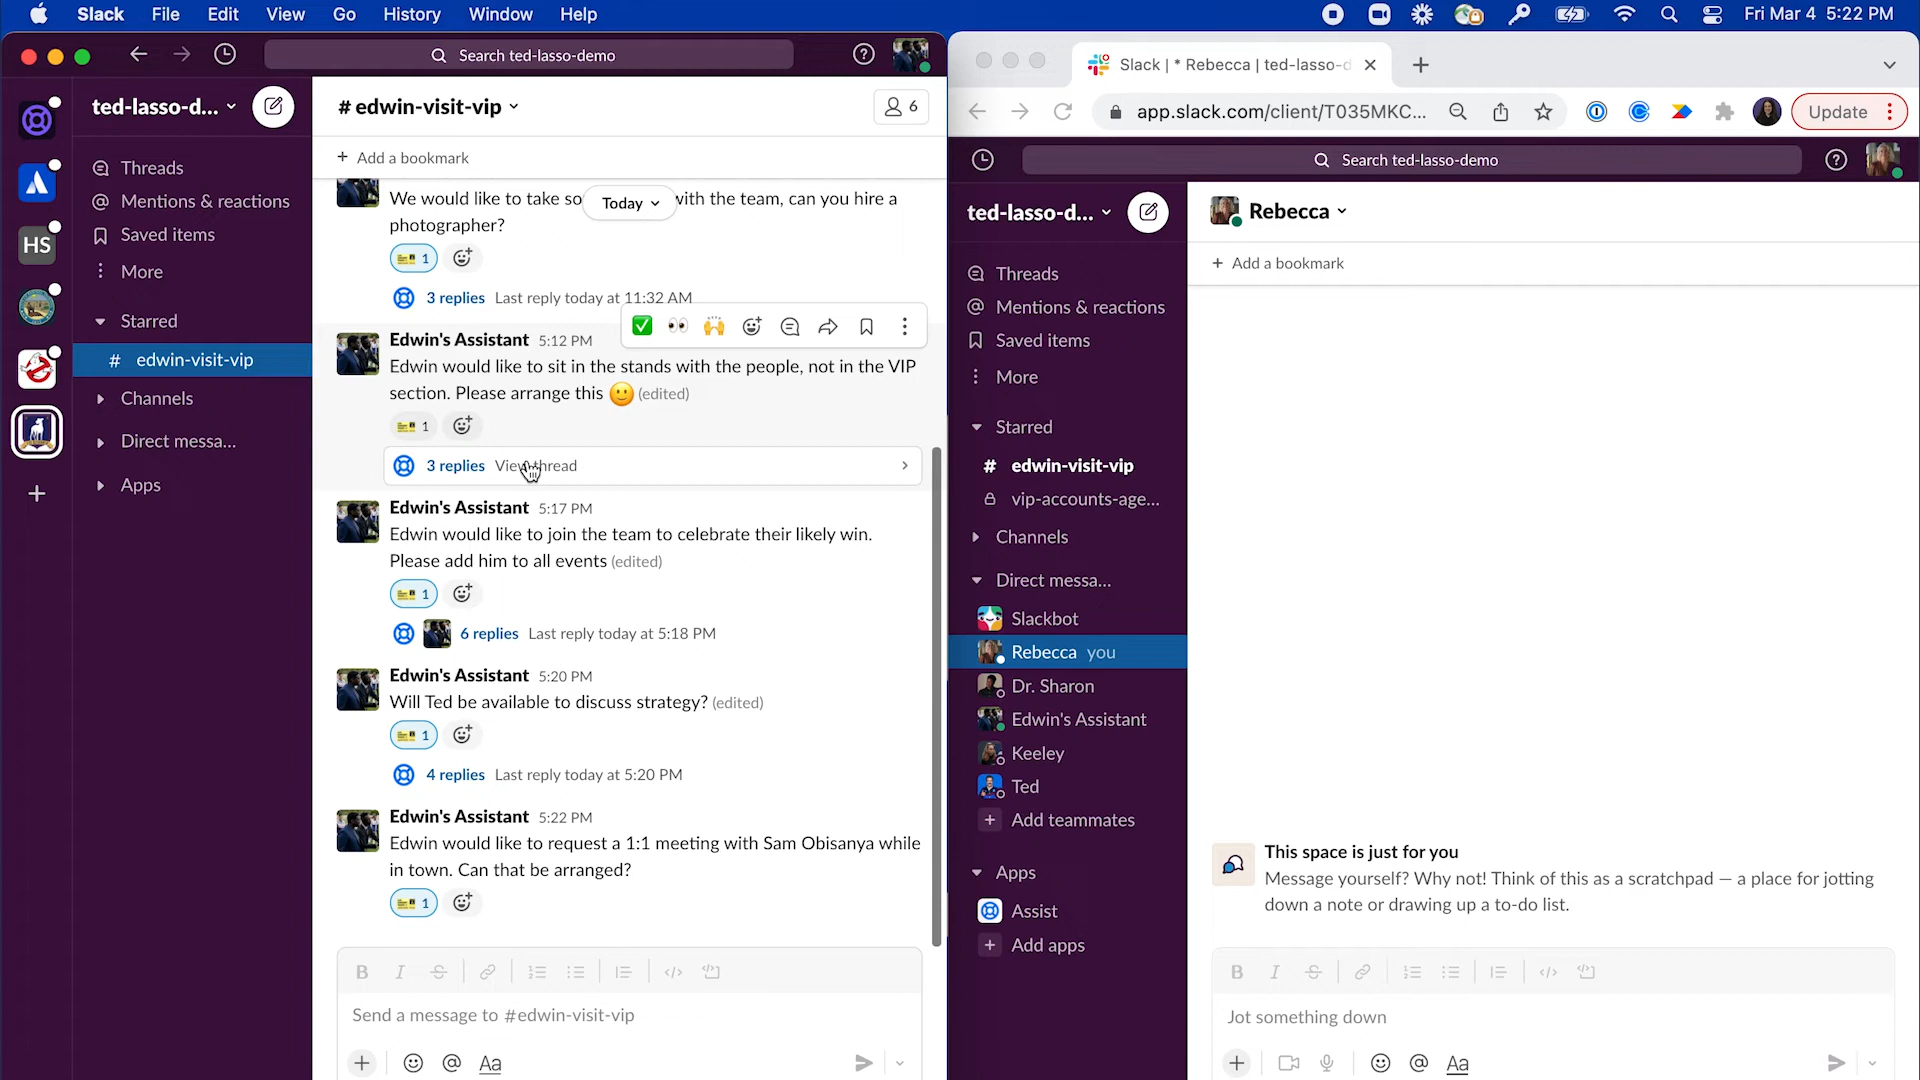 Slack File Edit View Go History Window Help
Fri Mar 4 5:22 PM
Search ted-lasso-demo
HS
ted-lasso-d...
Threads
Mentions & reactions
Saved items
More
Starred
# edwin-visit-vip
Channels
Direct messa...
Apps
# edwin-visit-vip
6
+ Add a bookmark
Today
We would like to take so
with the team, can you hire a
photographer?
1
3 replies Last reply today at 11:32 AM
Edwin's Assistant 5:12 PM
Edwin would like to sit in the stands with the people, not in the VIP
section. Please arrange this 🙂 (edited)
1
3 replies View thread
Edwin's Assistant 5:17 PM
Edwin would like to join the team to celebrate their likely win.
Please add him to all events (edited)
1
6 replies Last reply today at 5:18 PM
Edwin's Assistant 5:20 PM
Will Ted be available to discuss strategy? (edited)
1
4 replies Last reply today at 5:20 PM
Edwin's Assistant 5:22 PM
Edwin would like to request a 1:1 meeting with Sam Obisanya while
in town. Can that be arranged?
1
B I S
Send a message to #edwin-visit-vip
@ Aa
Slack | * Rebecca | ted-lasso-d
app.slack.com/client/T035MKC...
Update
Search ted-lasso-demo
ted-lasso-d...
Threads
Mentions & reactions
Saved items
More
Starred
# edwin-visit-vip
vip-accounts-age...
Channels
Direct messa...
Slackbot
Rebecca you
Dr. Sharon
Edwin's Assistant
Keeley
Ted
+ Add teammates
Apps
Assist
+ Add apps
Rebecca
+ Add a bookmark
This space is just for you
Message yourself? Why not! Think of this as a scratchpad — a place for jotting
down a note or drawing up a to-do list.
B I S
Jot something down
@ Aa